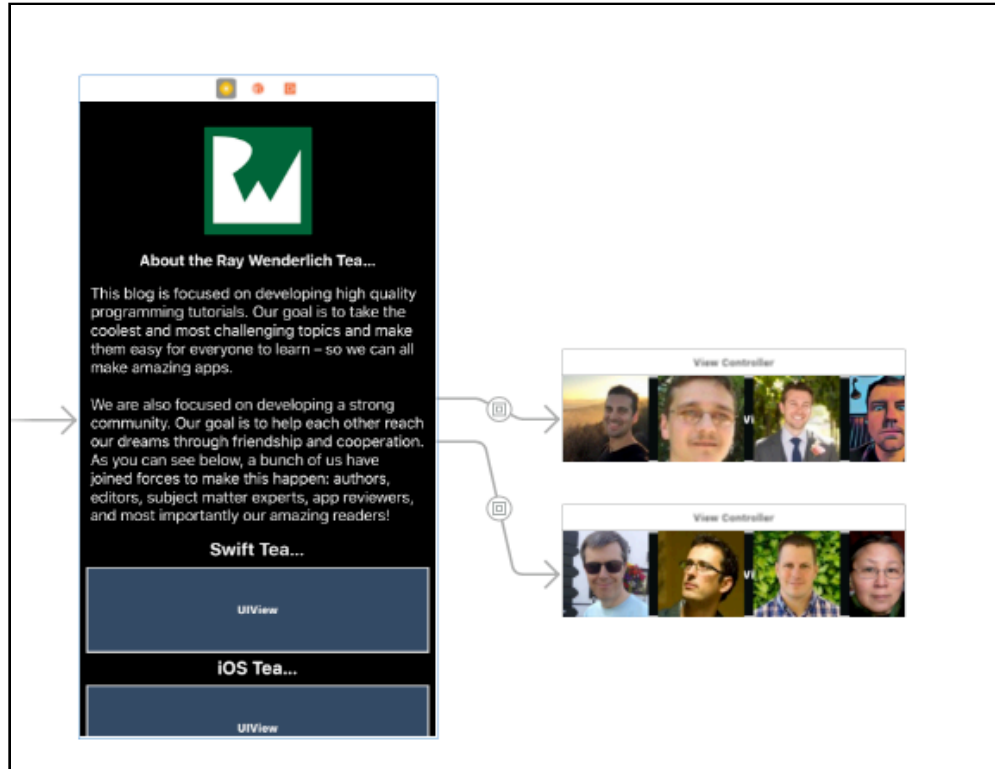 RW
About the Ray Wenderlich Tea...
This blog is focused on developing high quality
programming tutorials. Our goal is to take the
coolest and most challenging topics and make
them easy for everyone to learn – so we can all
make amazing apps.
We are also focused on developing a strong
community. Our goal is to help each other reach
our dreams through friendship and cooperation.
As you can see below, a bunch of us have
joined forces to make this happen: authors,
editors, subject matter experts, app reviewers,
and most importantly our amazing readers!
Swift Tea...
UIView
iOS Tea...
UIView
View Controller
View Controller